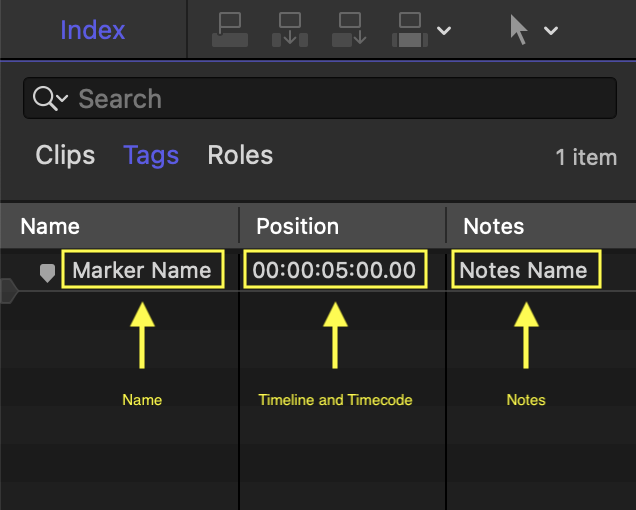 Index
Search
Clips Tags Roles 1 item
Name Position Notes
Marker Name 00:00:05:00.00 Notes Name
Name Timeline and Timecode Notes